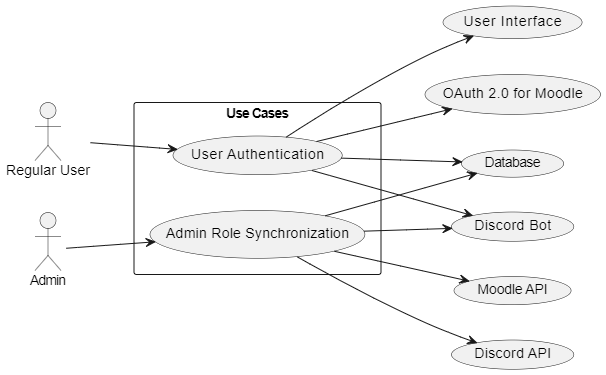 User Interface
OAuth 2.0 for Moodle
Use Cases
User Authentication
Database
Regular User
Admin Role Synchronization
Discord Bot
Admin
Moodle API
Discord API